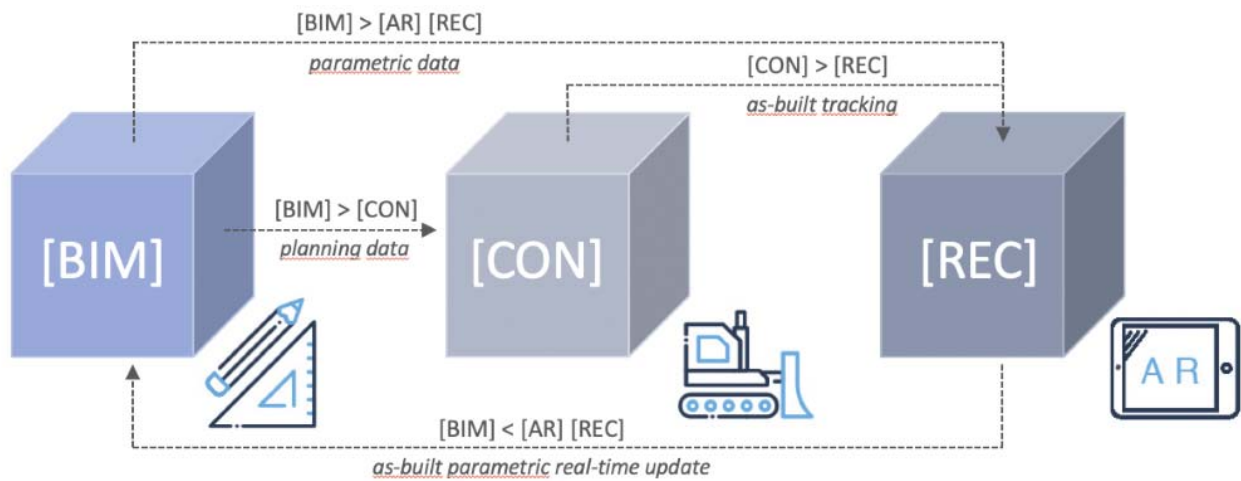 [BIM] > [AR] [REC]
parametric data
[CON] > [REC]
as-built tracking
[BIM] > [CON]
planning data
[BIM]
[CON]
[REC]
A R
[BIM] < [AR] [REC]
as-built parametric real-time update